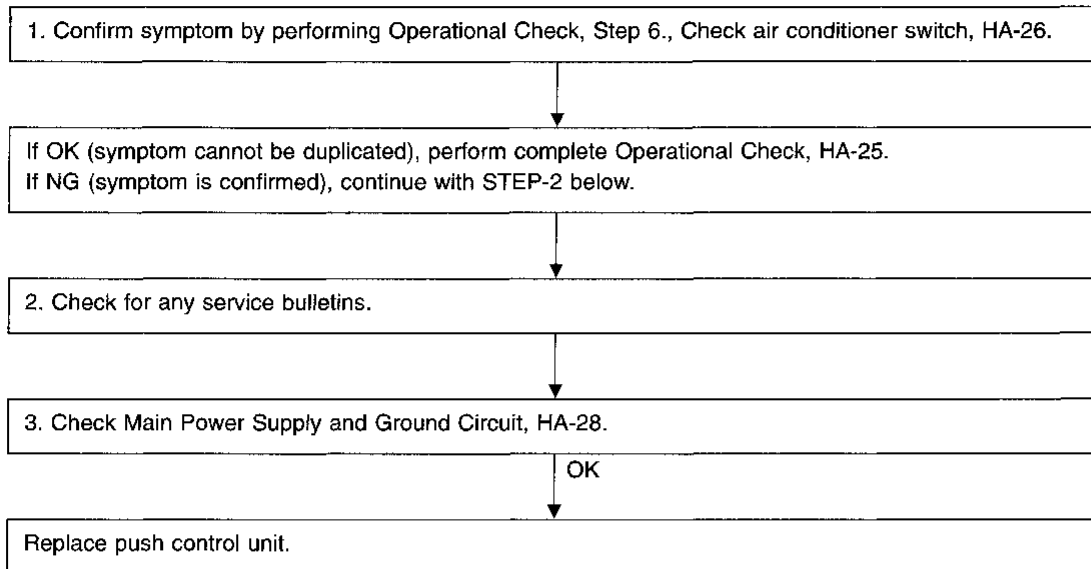 1. Confirm symptom by performing Operational Check, Step 6., Check air conditioner switch, HA-26.
If OK (symptom cannot be duplicated), perform complete Operational Check, HA-25.
If NG (symptom is confirmed), continue with STEP-2 below.
2. Check for any service bulletins.
3. Check Main Power Supply and Ground Circuit, HA-28.
OK
Replace push control unit.